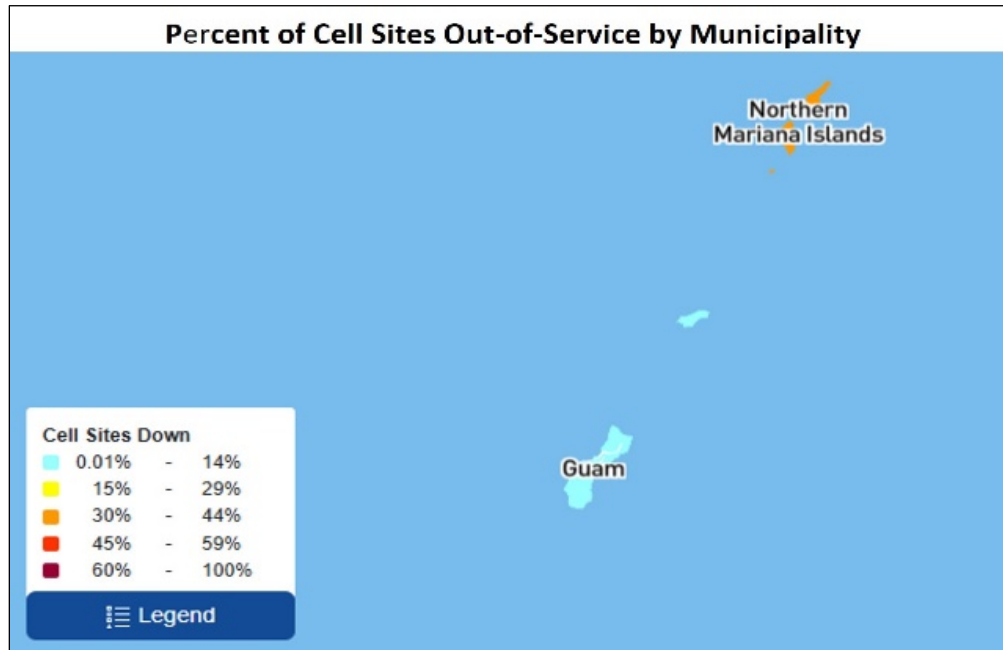 Percent of Cell Sites Out-of-Service by Municipality
Northern
Mariana Islands
Guam
Cell Sites Down
0.01% - 14%
15% - 29%
30% - 44%
45% - 59%
60% - 100%
Legend